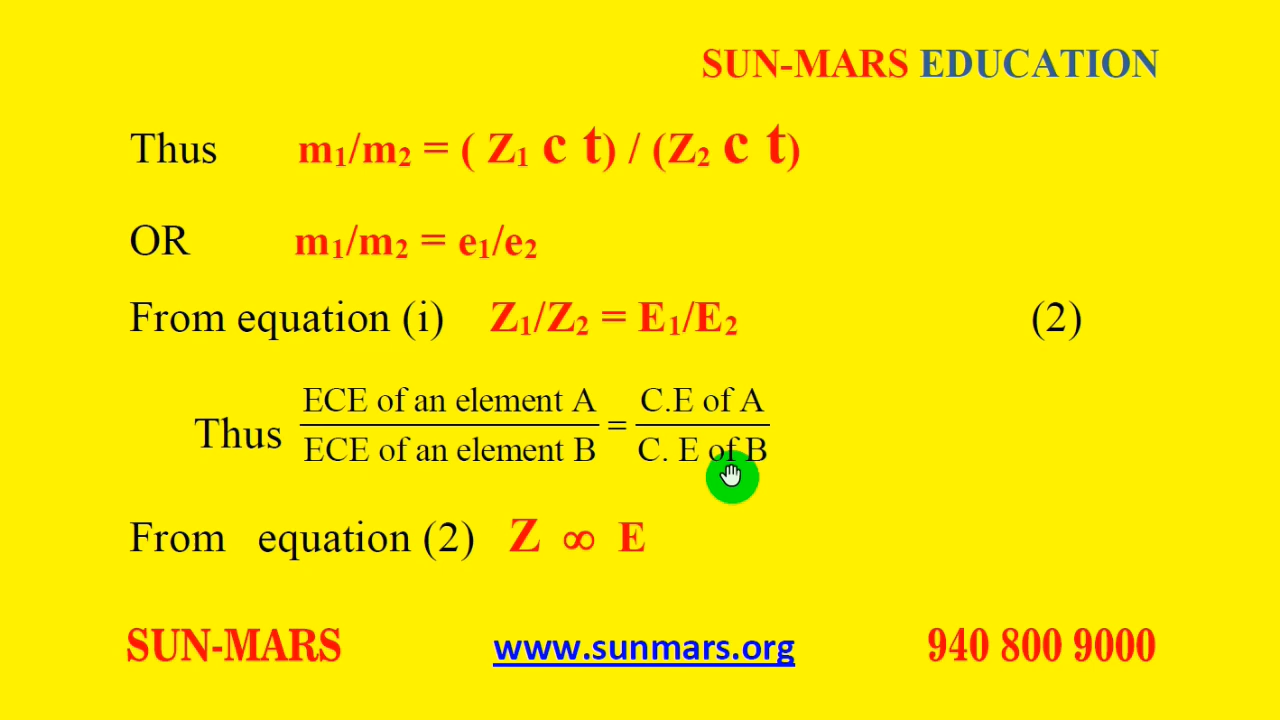 SUN-MARS EDUCATION
Thus m₁/m₂ = ( Z₁ c t) / (Z₂ c t)
OR m₁/m₂ = e₁/e₂
From equation (i) Z₁/Z₂ = E₁/E₂ (2)
Thus ECE of an element A / ECE of an element B = C.E of A / C. E of B
From equation (2) Z ∞ E
SUN-MARS www.sunmars.org 940 800 9000